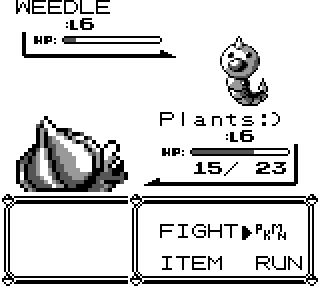 WEEDLE
:L6
HP:
Plants:)
:L6
HP:
15/ 23
FIGHT ▶PKMN
ITEM RUN